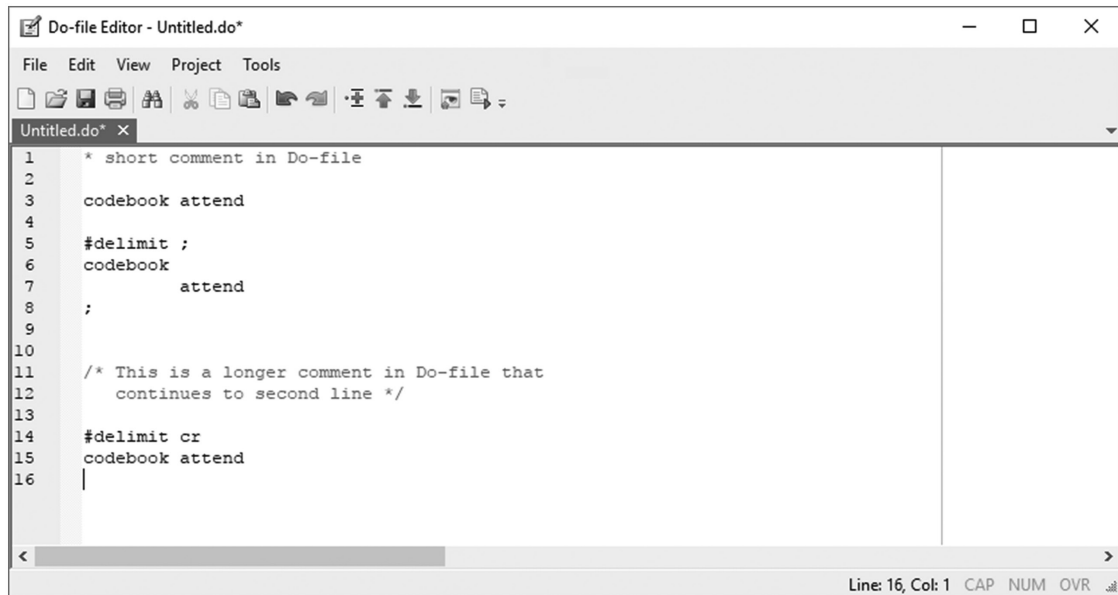 Do-file Editor - Untitled.do*
File Edit View Project Tools
Untitled.do* ×
1 * short comment in Do-file
2
3 codebook attend
4
5 #delimit ;
6 codebook
7 attend
8 ;
9
10
11 /* This is a longer comment in Do-file that
12 continues to second line */
13
14 #delimit cr
15 codebook attend
16
Line: 16, Col: 1 CAP NUM OVR